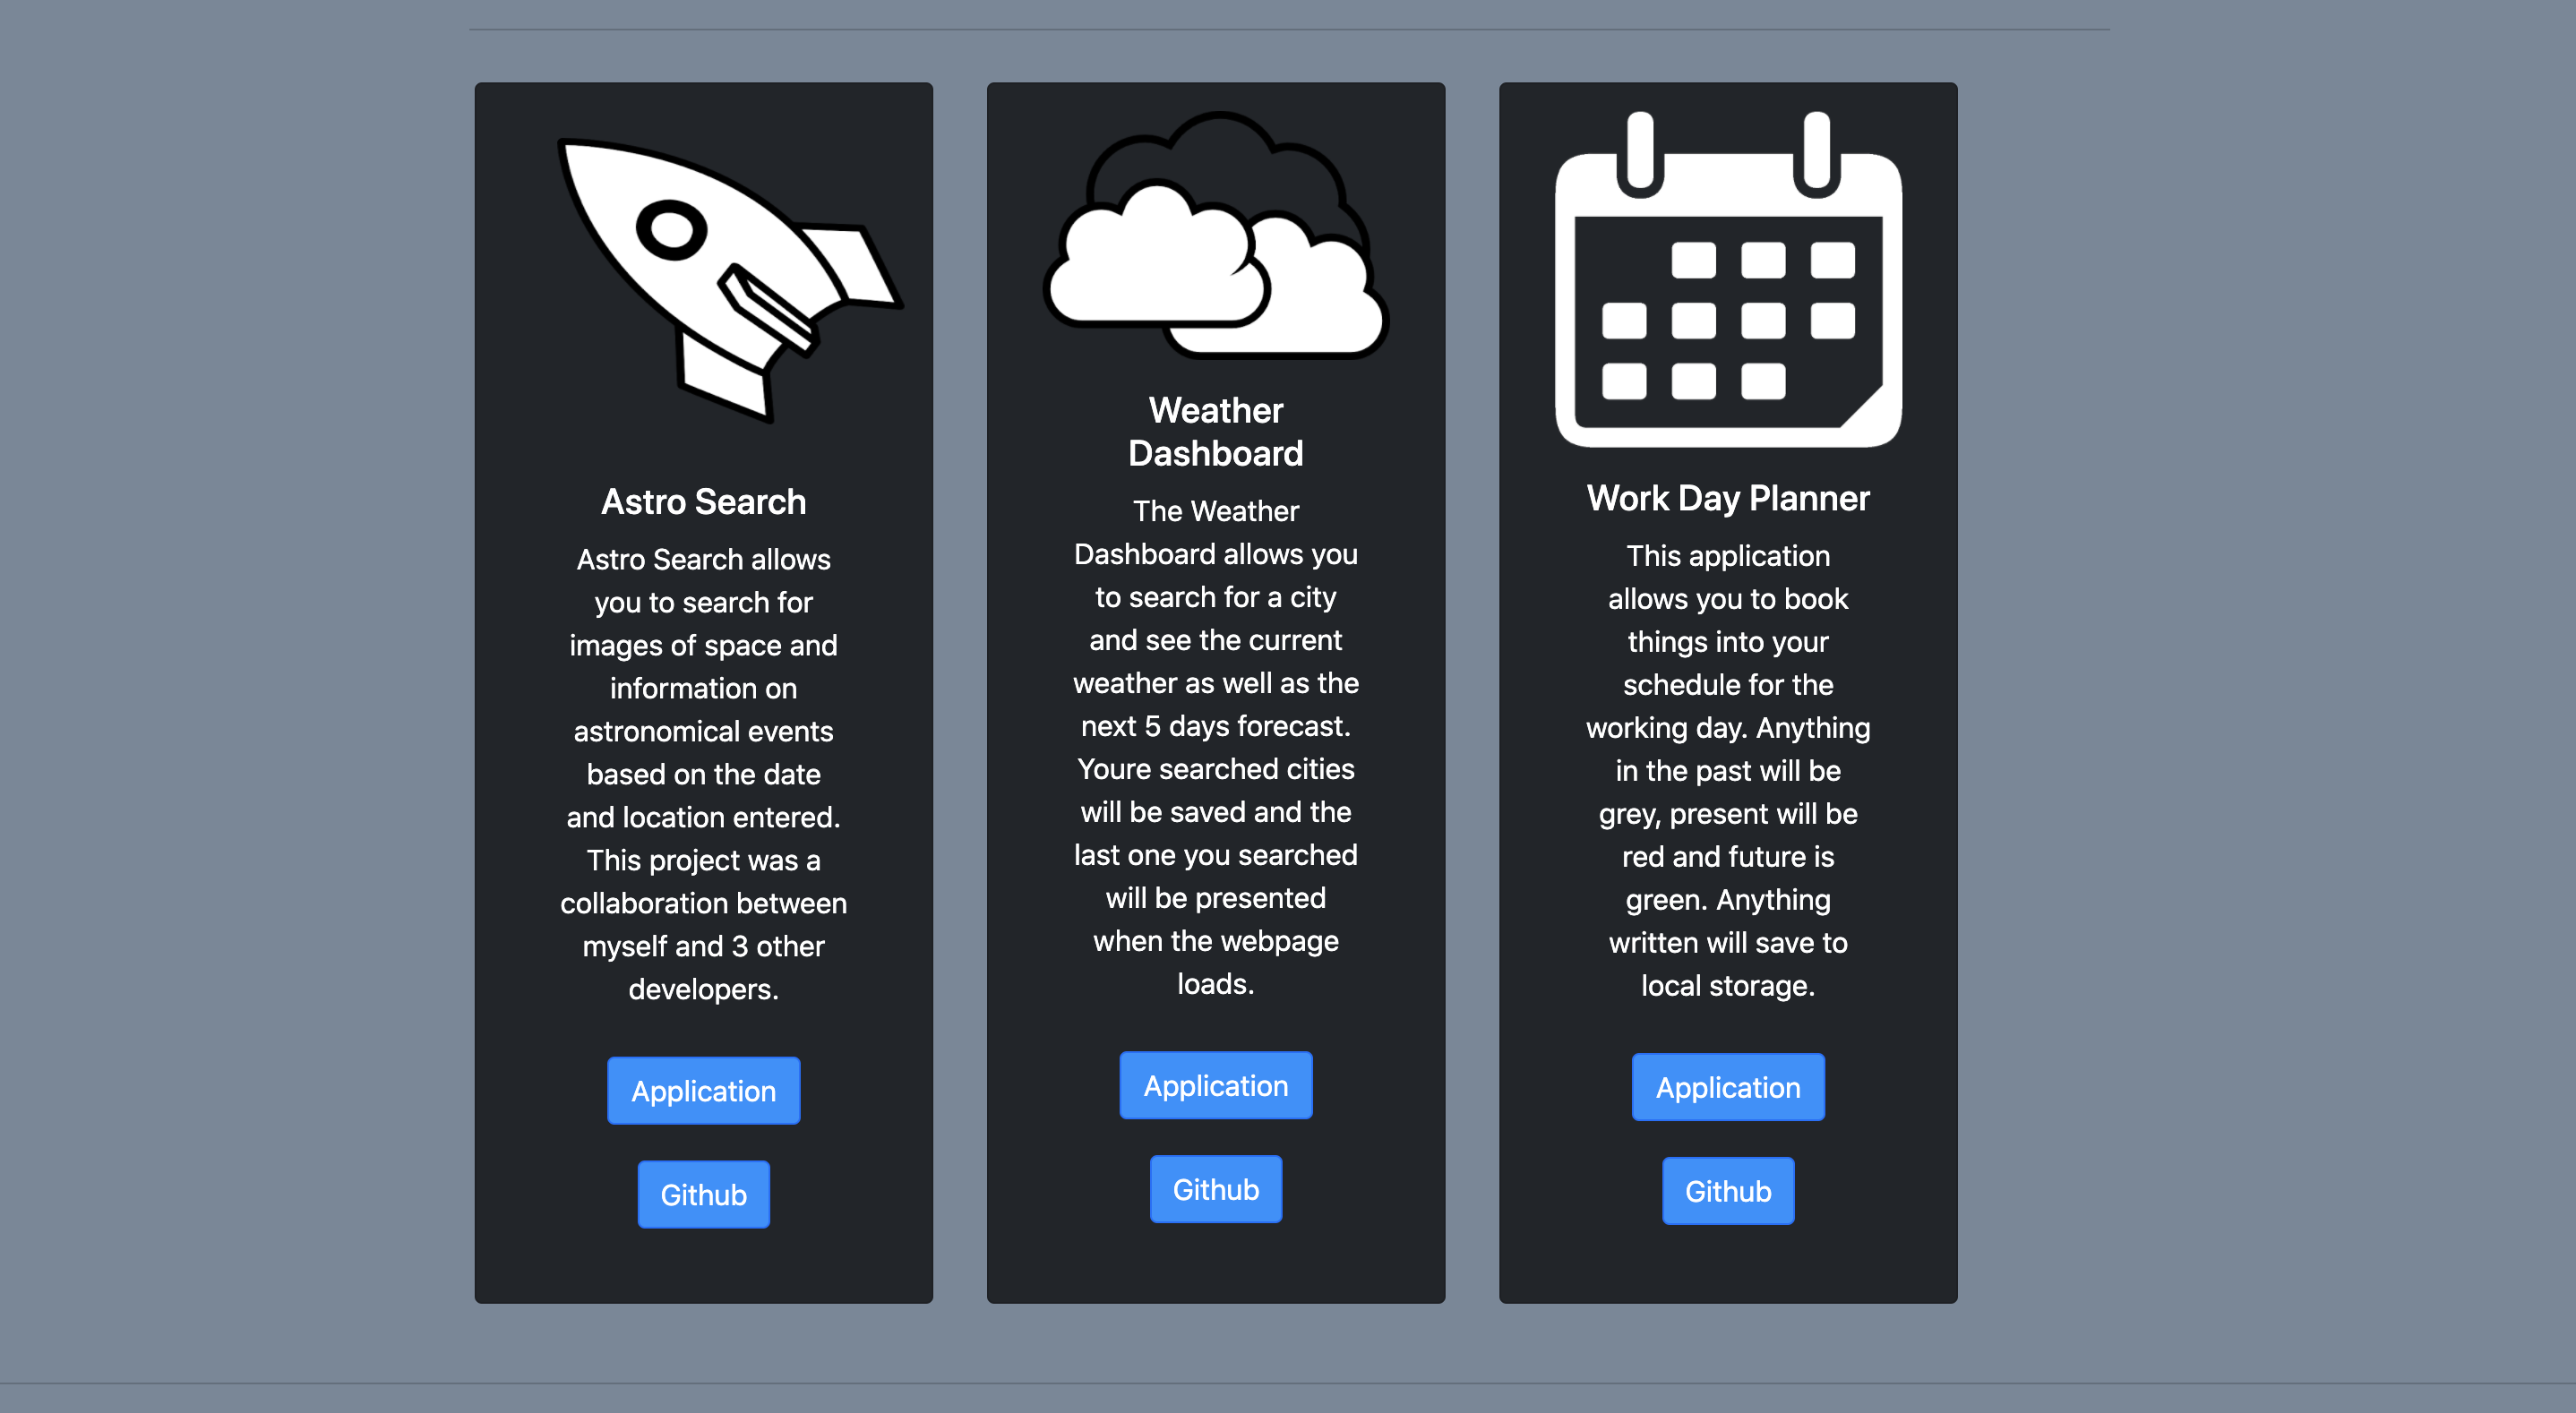 Astro Search
Astro Search allows
you to search for
images of space and
information on
astronomical events
based on the date
and location entered.
This project was a
collaboration between
myself and 3 other
developers.
Application
Github
Weather
Dashboard
The Weather
Dashboard allows you
to search for a city
and see the current
weather as well as the
next 5 days forecast.
Youre searched cities
will be saved and the
last one you searched
will be presented
when the webpage
loads.
Application
Github
Work Day Planner
This application
allows you to book
things into your
schedule for the
working day. Anything
in the past will be
grey, present will be
red and future is
green. Anything
written will save to
local storage.
Application
Github